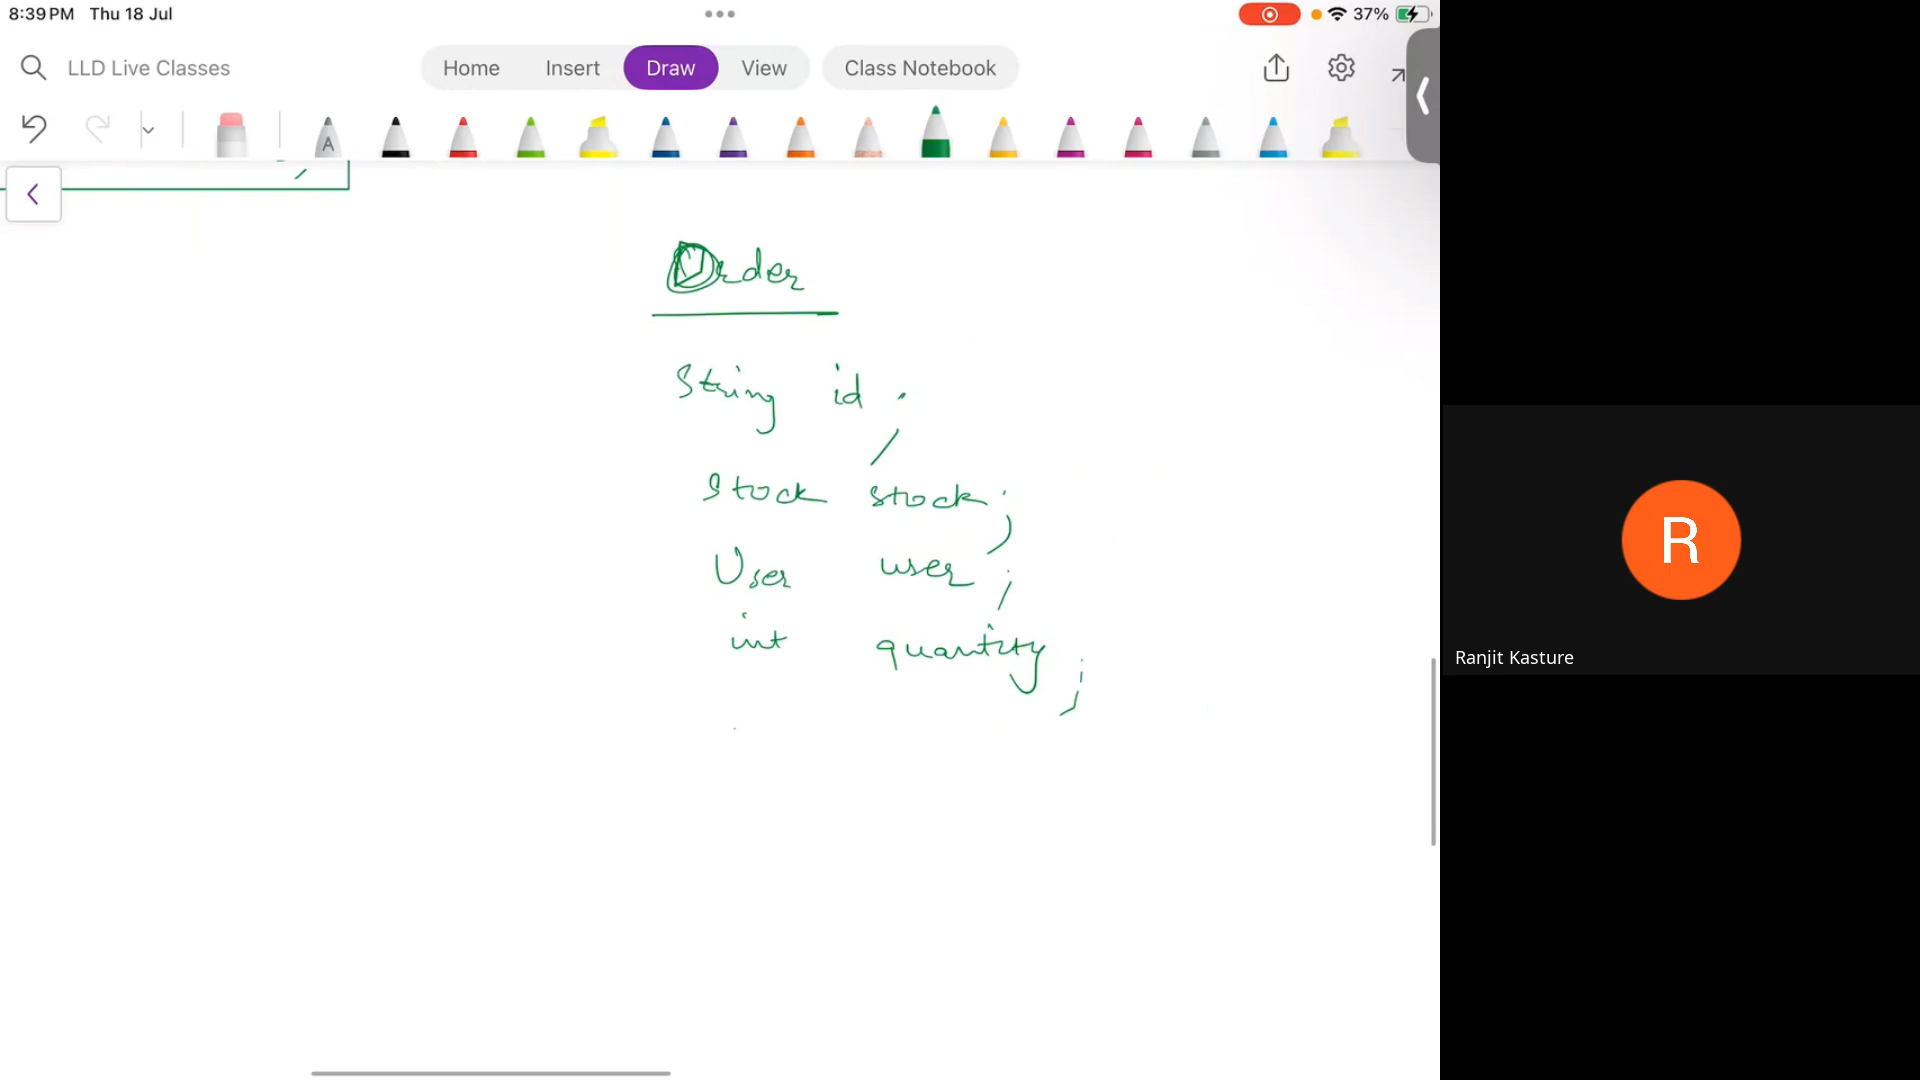 8:39 PM Thu 18 Jul
37%
LLD Live Classes
Home Insert Draw View Class Notebook
A
Order
String id ;
Stock stock ;
User user ;
int quantity ;
R
Ranjit Kasture